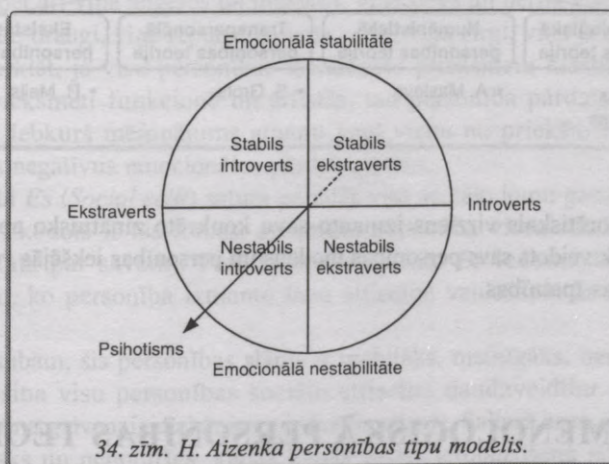 Emocionālā stabilitāte
Stabils introverts
Stabils ekstraverts
Ekstraverts
Introverts
Nestabils introverts
Nestabils ekstraverts
Psihotisms
Emocionālā nestabilitāte
34. zīm. H. Aizenka personības tipu modelis.